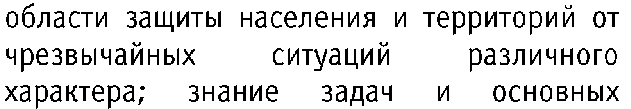 области защиты населения и территорий от
чрезвычайных ситуаций различного
характера; знание задач и основных